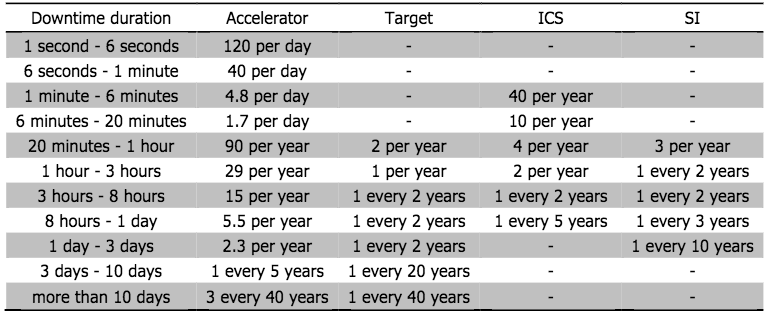 Downtime duration Accelerator Target ICS SI
1 second - 6 seconds 120 per day - - -
6 seconds - 1 minute 40 per day - - -
1 minute - 6 minutes 4.8 per day - 40 per year -
6 minutes - 20 minutes 1.7 per day - 10 per year -
20 minutes - 1 hour 90 per year 2 per year 4 per year 3 per year
1 hour - 3 hours 29 per year 1 per year 2 per year 1 every 2 years
3 hours - 8 hours 15 per year 1 every 2 years 1 every 2 years 1 every 2 years
8 hours - 1 day 5.5 per year 1 every 2 years 1 every 5 years 1 every 3 years
1 day - 3 days 2.3 per year 1 every 2 years - 1 every 10 years
3 days - 10 days 1 every 5 years 1 every 20 years - -
more than 10 days 3 every 40 years 1 every 40 years - -